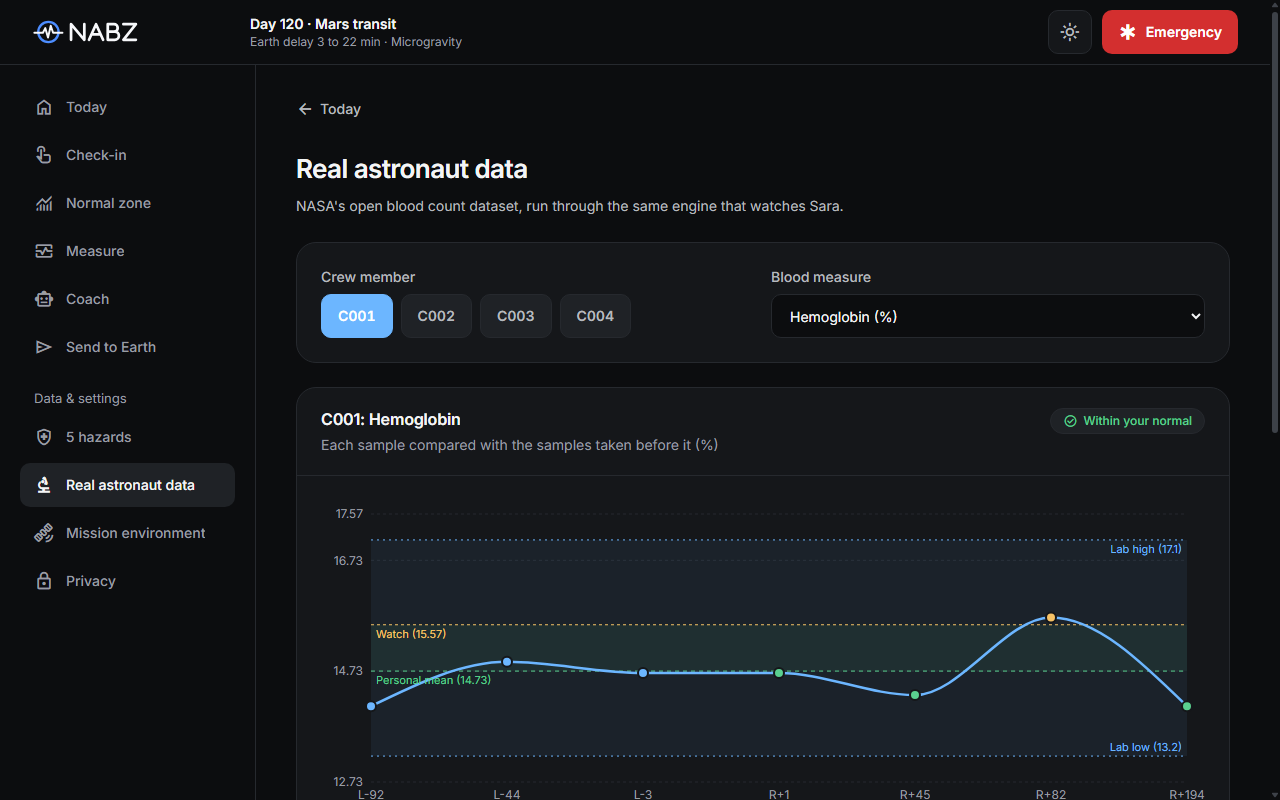 NABZ
Day 120 · Mars transit
Earth delay 3 to 22 min · Microgravity
Emergency
Today
Check-in
Normal zone
Measure
Coach
Send to Earth
Data & settings
5 hazards
Real astronaut data
Mission environment
Privacy
Today
Real astronaut data
NASA's open blood count dataset, run through the same engine that watches Sara.
Crew member
C001 C002 C003 C004
Blood measure
Hemoglobin (%)
C001: Hemoglobin
Each sample compared with the samples taken before it (%)
Within your normal
17.57
Lab high (17.1)
16.73
Watch (15.57)
14.73
Personal mean (14.73)
Lab low (13.2)
12.73
L-92 L-44 L-3 R+1 R+45 R+82 R+194